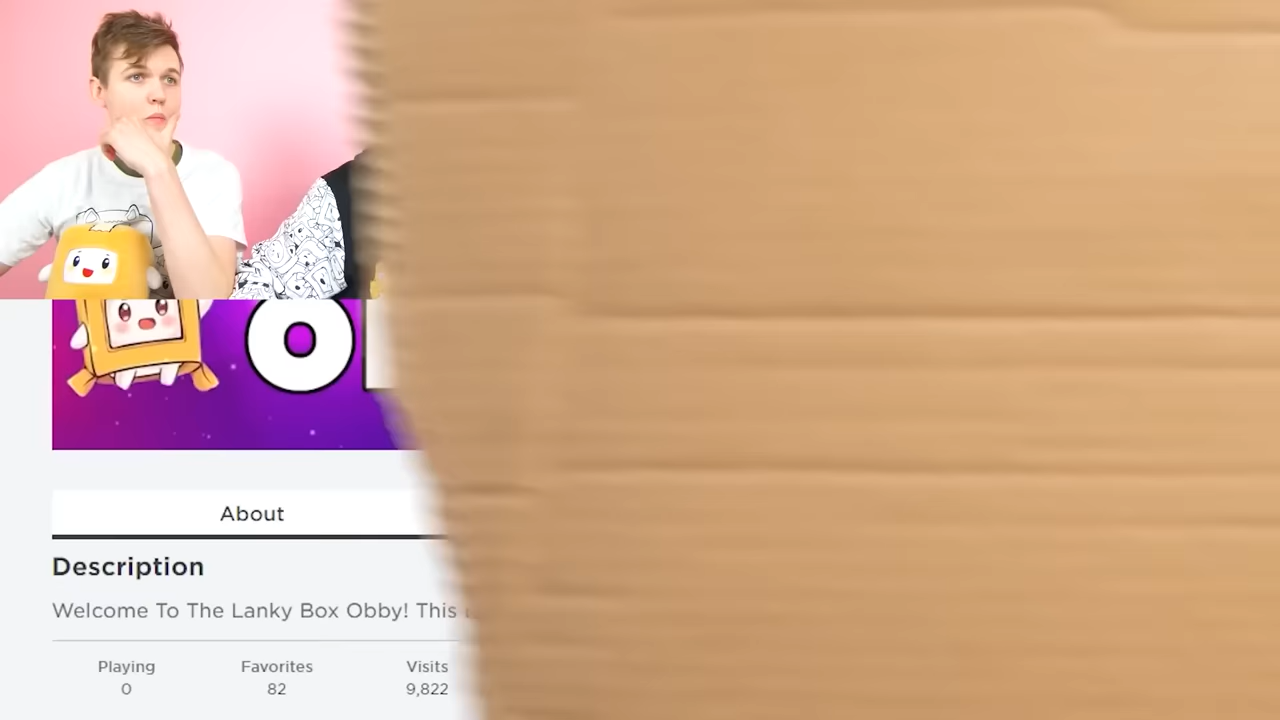 O
About
Description
Welcome To The Lanky Box Obby! This
Playing
Favorites
Visits
0
82
9,822